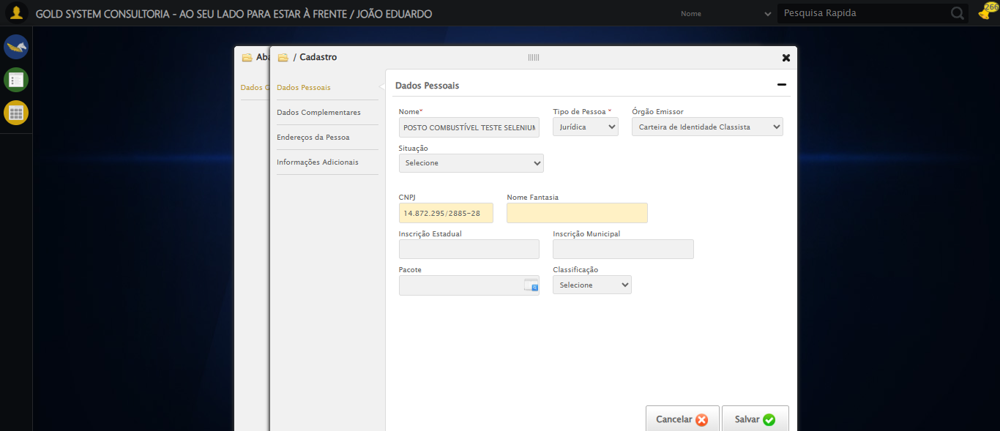 GOLD SYSTEM CONSULTORIA - AO SEU LADO PARA ESTAR À FRENTE / JOÃO EDUARDO
Nome
Pesquisa Rapida
266
Aba
/ Cadastro
Dados G
Dados Pessoais
Dados Complementares
Endereços da Pessoa
Informações Adicionais
Dados Pessoais
Nome*
Tipo de Pessoa *
Órgão Emissor
POSTO COMBUSTÍVEL TESTE SELENIUM
Jurídica
Carteira de Identidade Classista
Situação
Selecione
CNPJ
Nome Fantasia
14.872.295/2885-28
Inscrição Estadual
Inscrição Municipal
Pacote
Classificação
Selecione
Cancelar
Salvar